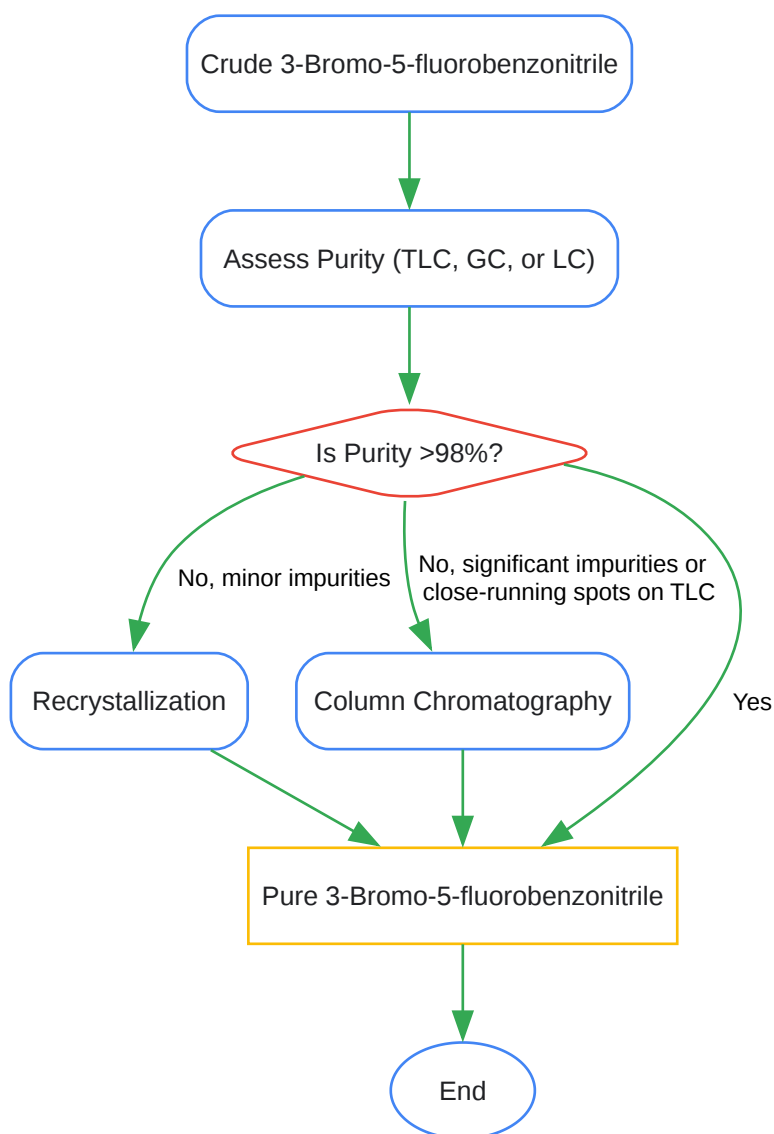 Crude 3-Bromo-5-fluorobenzonitrile
Assess Purity (TLC, GC, or LC)
Is Purity >98%?
No, minor impurities
No, significant impurities or
close-running spots on TLC
Yes
Recrystallization
Column Chromatography
Pure 3-Bromo-5-fluorobenzonitrile
End